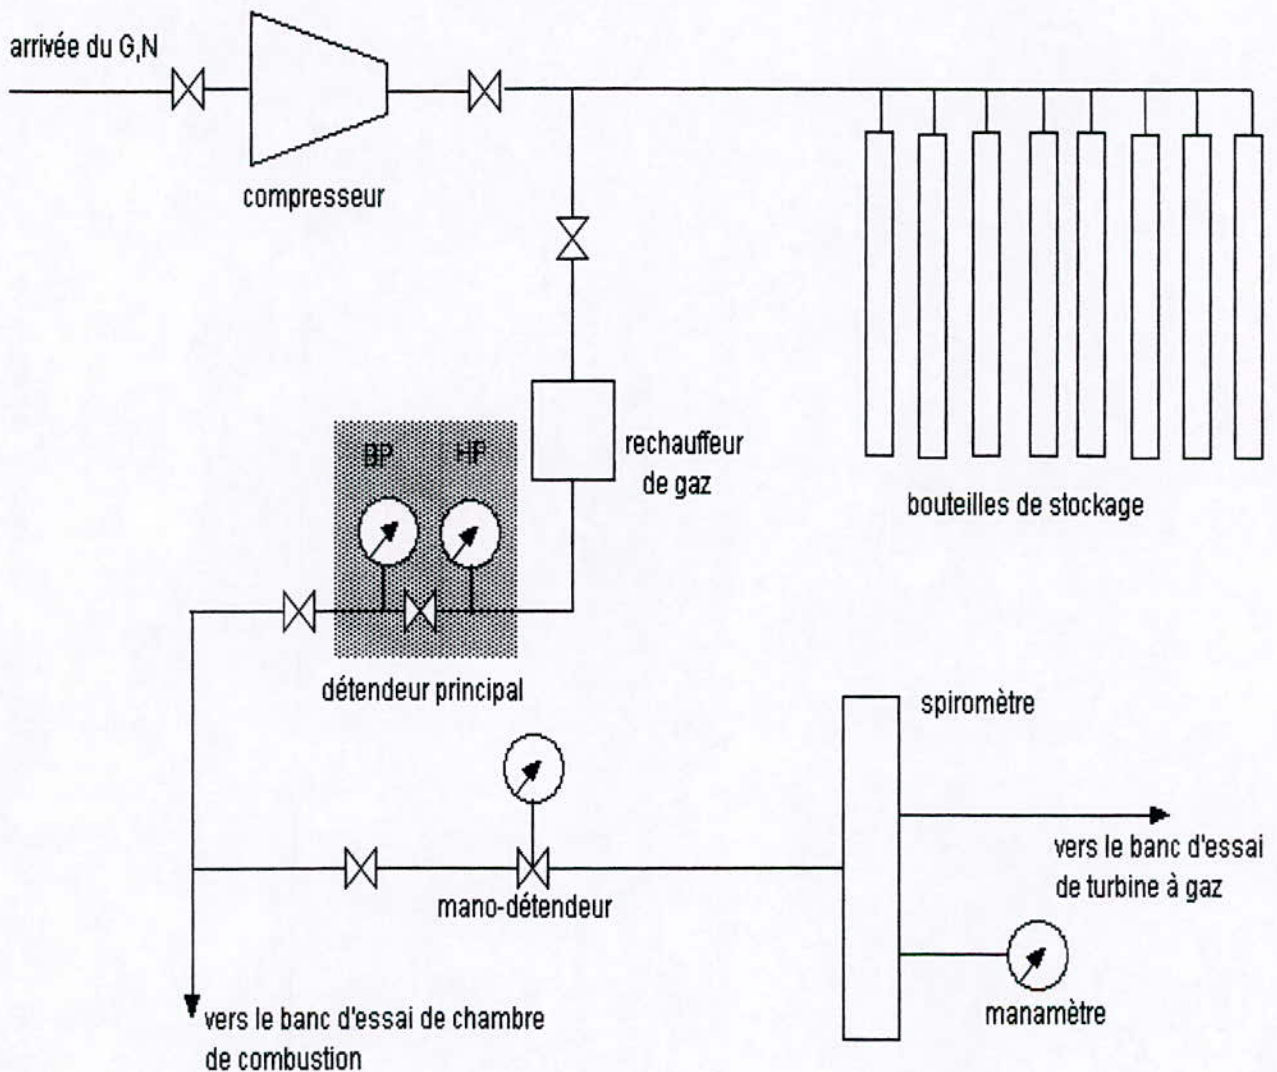 arrivée du G,N
compresseur
rechauffeur
de gaz
bouteilles de stockage
BP
HP
détendeur principal
spiromètre
mano-détendeur
vers le banc d'essai
de turbine à gaz
manamètre
vers le banc d'essai de chambre
de combustion